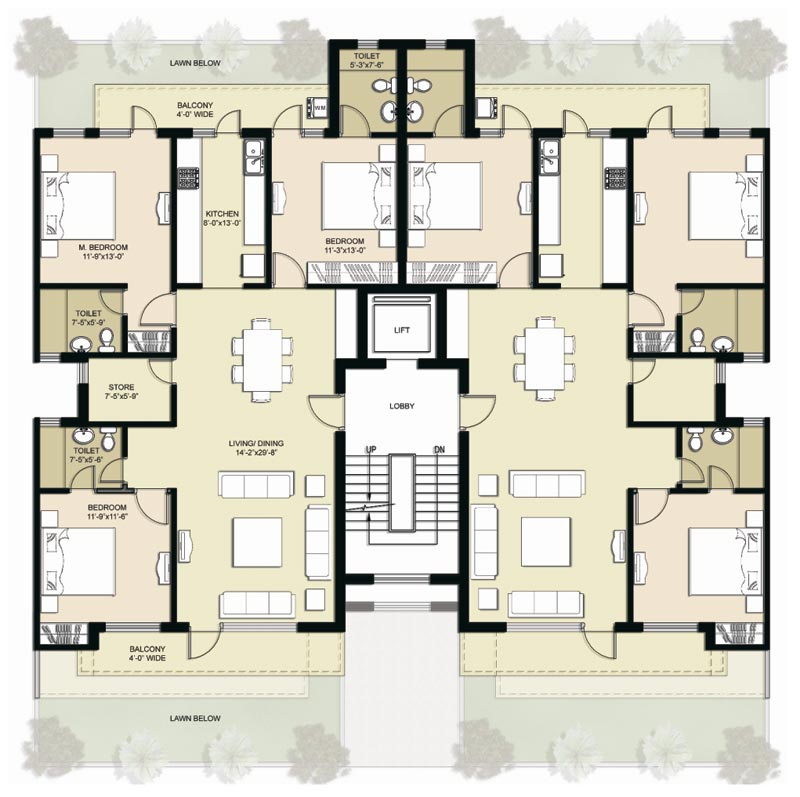 LAWN BELOW
TOILET
5'-3"x7'-6"
BALCONY
4'-0" WIDE
W.M.
KITCHEN
8'-0"x13'-0"
M. BEDROOM
11'-9"x13'-0"
BEDROOM
11'-3"x13'-0"
TOILET
7'-5"x5'-9"
LIFT
STORE
7'-5"x5'-9"
LOBBY
LIVING/ DINING
14'-2"x29'-8"
TOILET
7'-5"x5'-6"
UP
DN
BEDROOM
11'-9"x11'-6"
BALCONY
4'-0" WIDE
LAWN BELOW